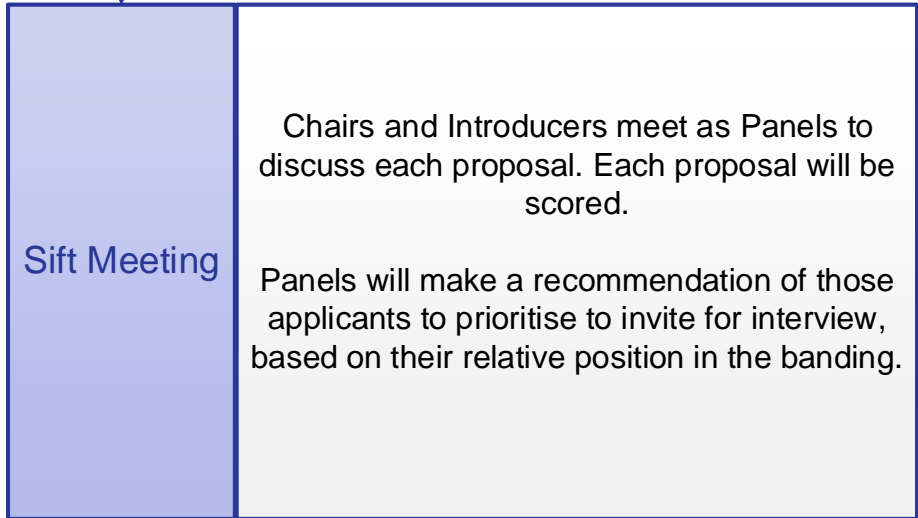 Sift Meeting
Chairs and Introducers meet as Panels to
discuss each proposal. Each proposal will be
scored.
Panels will make a recommendation of those
applicants to prioritise to invite for interview,
based on their relative position in the banding.